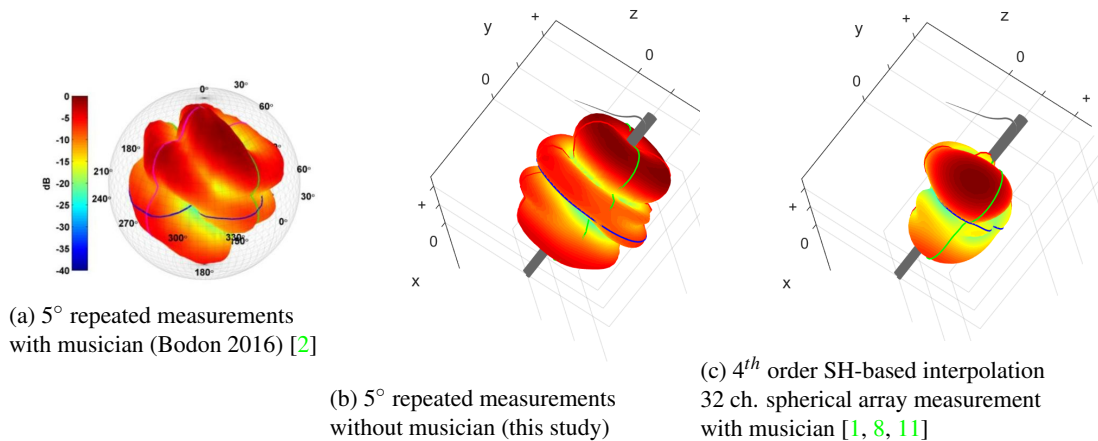 0°
30°
60°
90°
0
-5
-10
-15
-20
-25
-30
-35
-40
dB
180°
210°
240°
270°
300°
330°
60°
30°
0°
180°
(a) 5° repeated measurements
with musician (Bodon 2016) [2]
+
y
0
z
0
+
0
x
(b) 5° repeated measurements
without musician (this study)
+
y
0
z
0
+
+
0
x
(c) 4th order SH-based interpolation
32 ch. spherical array measurement
with musician [1, 8, 11]